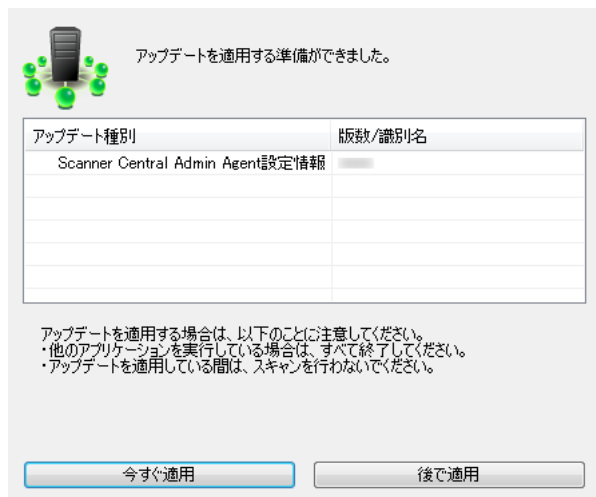 アップデートを適用する準備ができました。
アップデート種別 版数/識別名
Scanner Central Admin Agent設定情報
アップデートを適用する場合は、以下のことに注意してください。
・他のアプリケーションを実行している場合は、すべて終了してください。
・アップデートを適用している間は、スキャンを行わないでください。
今すぐ適用 後で適用